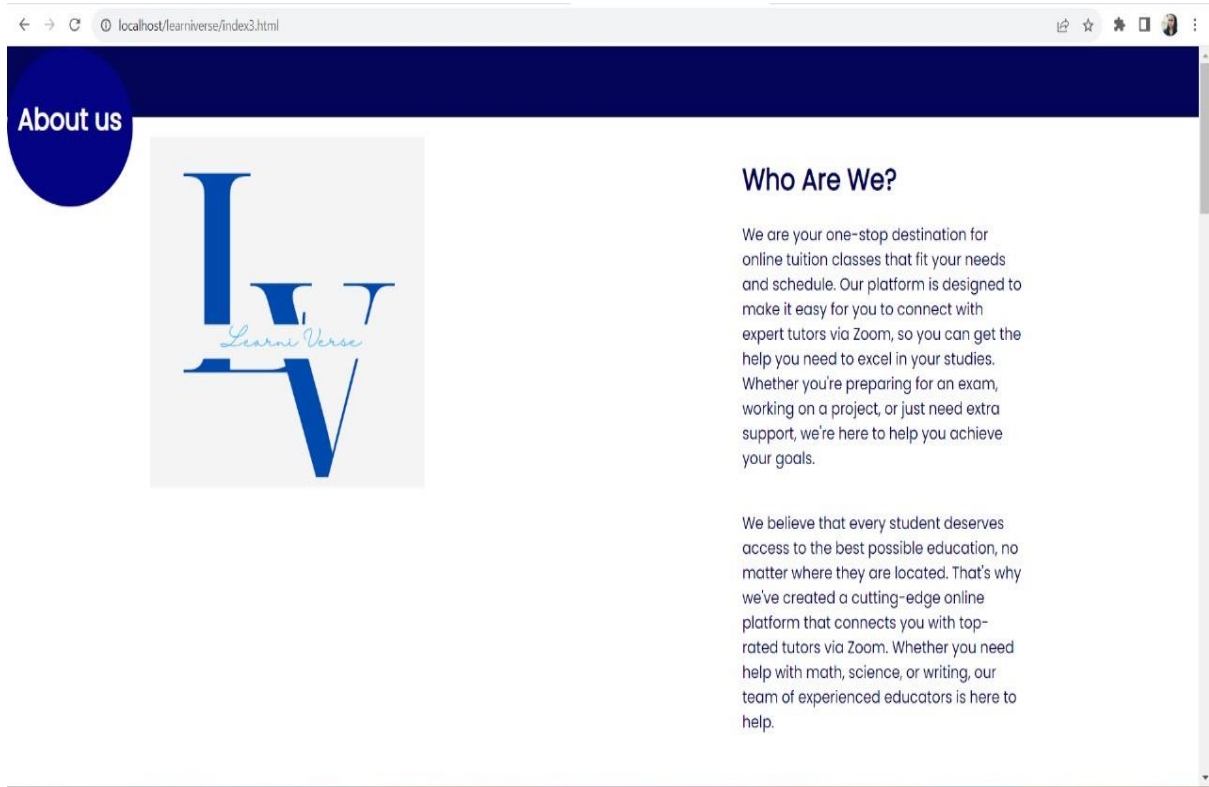 localhost/learniverse/index3.html
About us
Learni Verse
LV
Who Are We?
We are your one-stop destination for
online tuition classes that fit your needs
and schedule. Our platform is designed to
make it easy for you to connect with
expert tutors via Zoom, so you can get the
help you need to excel in your studies.
Whether you're preparing for an exam,
working on a project, or just need extra
support, we're here to help you achieve
your goals.
We believe that every student deserves
access to the best possible education, no
matter where they are located. That's why
we've created a cutting-edge online
platform that connects you with top-
rated tutors via Zoom. Whether you need
help with math, science, or writing, our
team of experienced educators is here to
help.